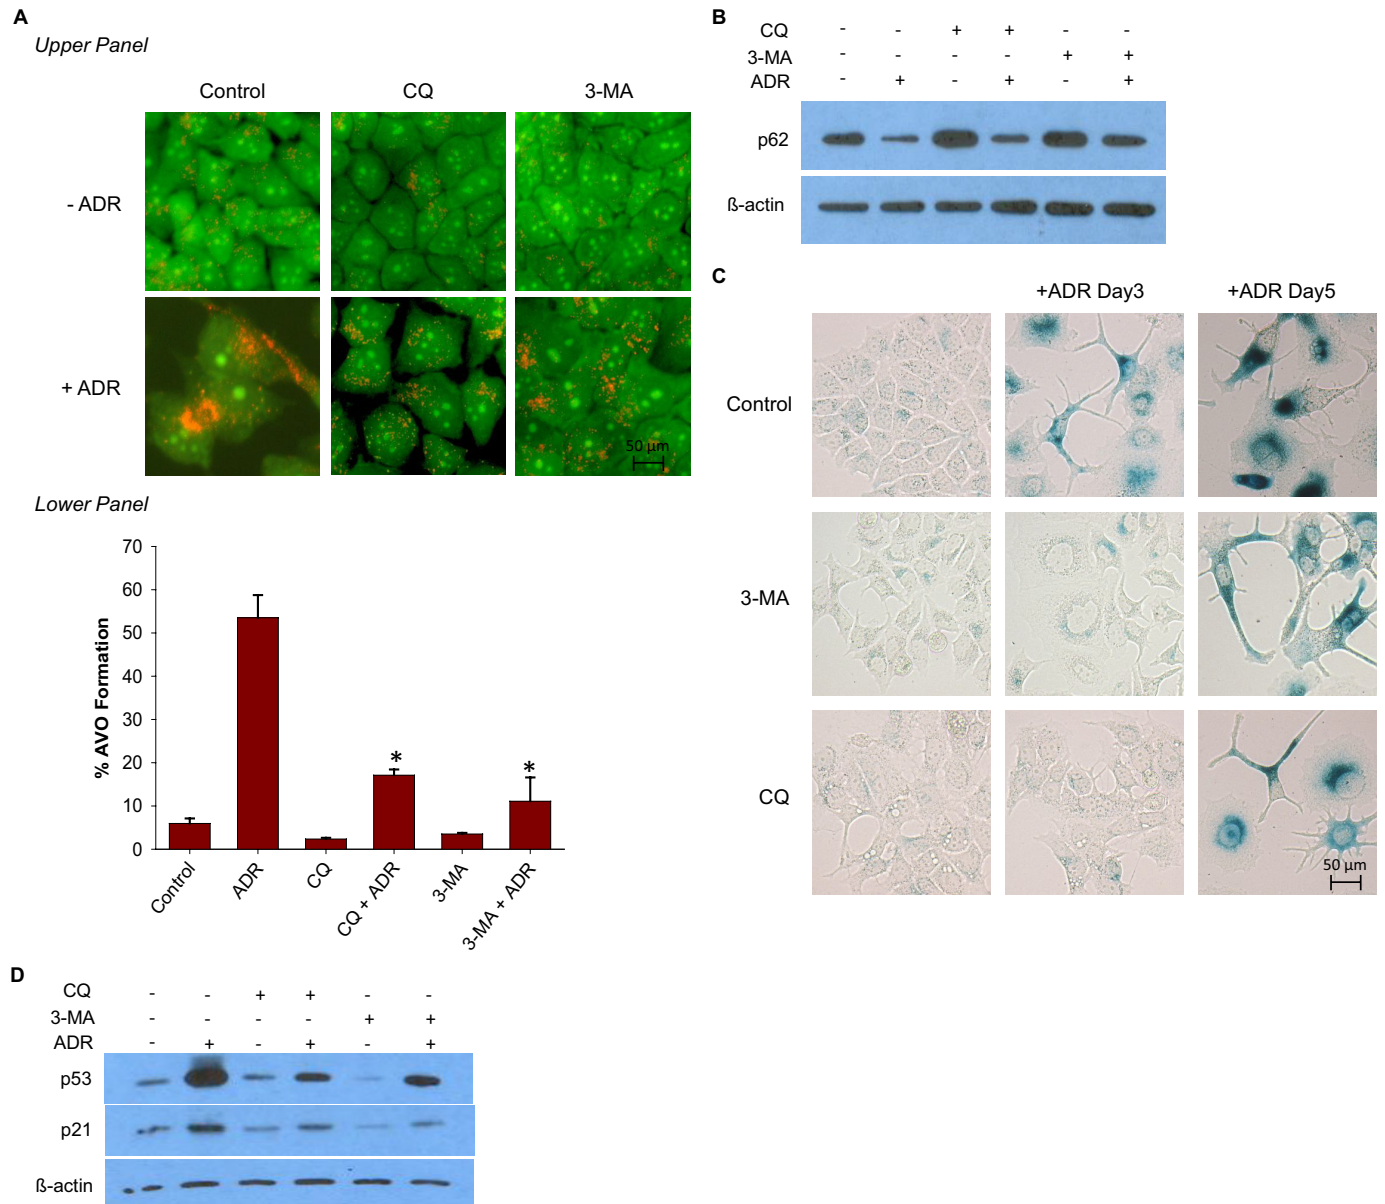 A
Upper Panel
Control CQ 3-MA
- ADR
+ ADR
50 µm
Lower Panel
% AVO Formation
70
60
50
40
30
20
10
0
* *
Control ADR CQ CQ + ADR 3-MA 3-MA + ADR
B
CQ - - + + - -
3-MA - - - - + +
ADR - + - + - +
p62
ß-actin
C
+ADR Day3 +ADR Day5
Control
3-MA
CQ
50 µm
D
CQ - - + + - -
3-MA - - - - + +
ADR - + - + - +
p53
p21
ß-actin